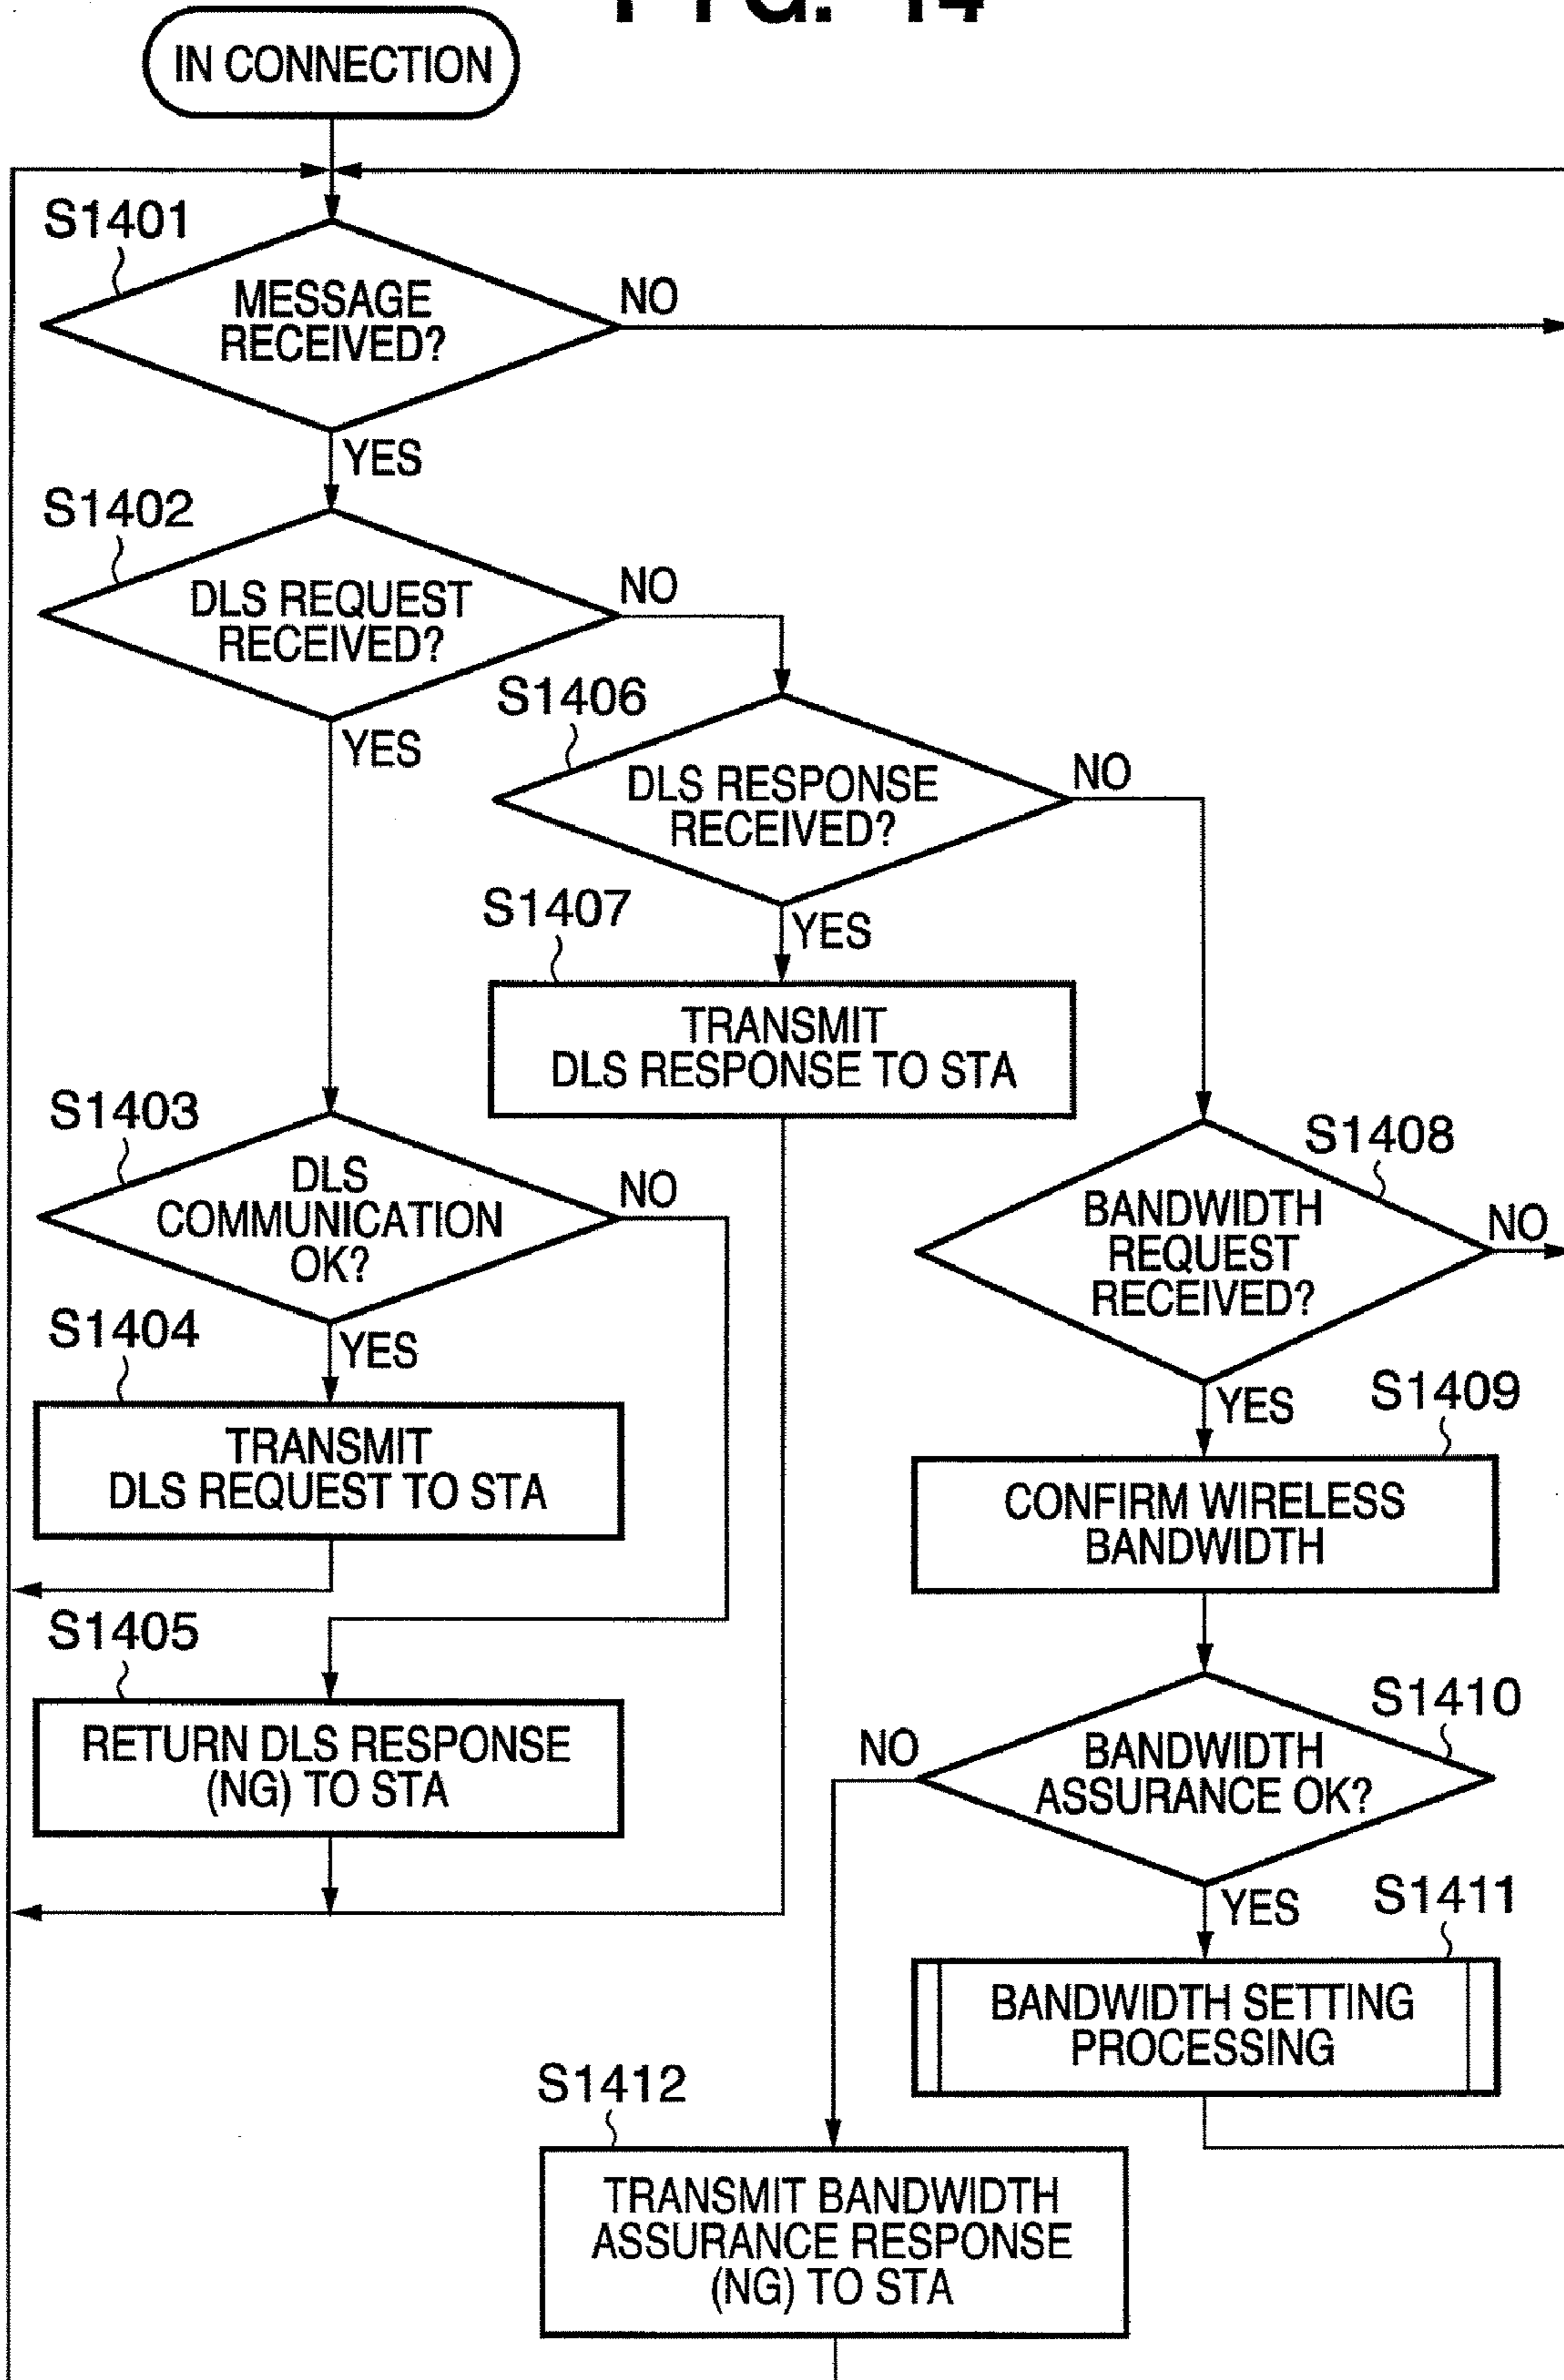 FIG. 14
IN CONNECTION
S1401
MESSAGE
RECEIVED?
NO
YES
S1402
DLS REQUEST
RECEIVED?
NO
YES
S1406
DLS RESPONSE
RECEIVED?
NO
YES
S1407
TRANSMIT
DLS RESPONSE TO STA
S1403
DLS
COMMUNICATION
OK?
NO
YES
S1408
BANDWIDTH
REQUEST
RECEIVED?
NO
YES
S1404
TRANSMIT
DLS REQUEST TO STA
S1409
CONFIRM WIRELESS
BANDWIDTH
S1405
RETURN DLS RESPONSE
(NG) TO STA
S1410
BANDWIDTH
ASSURANCE OK?
NO
YES
S1411
BANDWIDTH SETTING
PROCESSING
S1412
TRANSMIT BANDWIDTH
ASSURANCE RESPONSE
(NG) TO STA